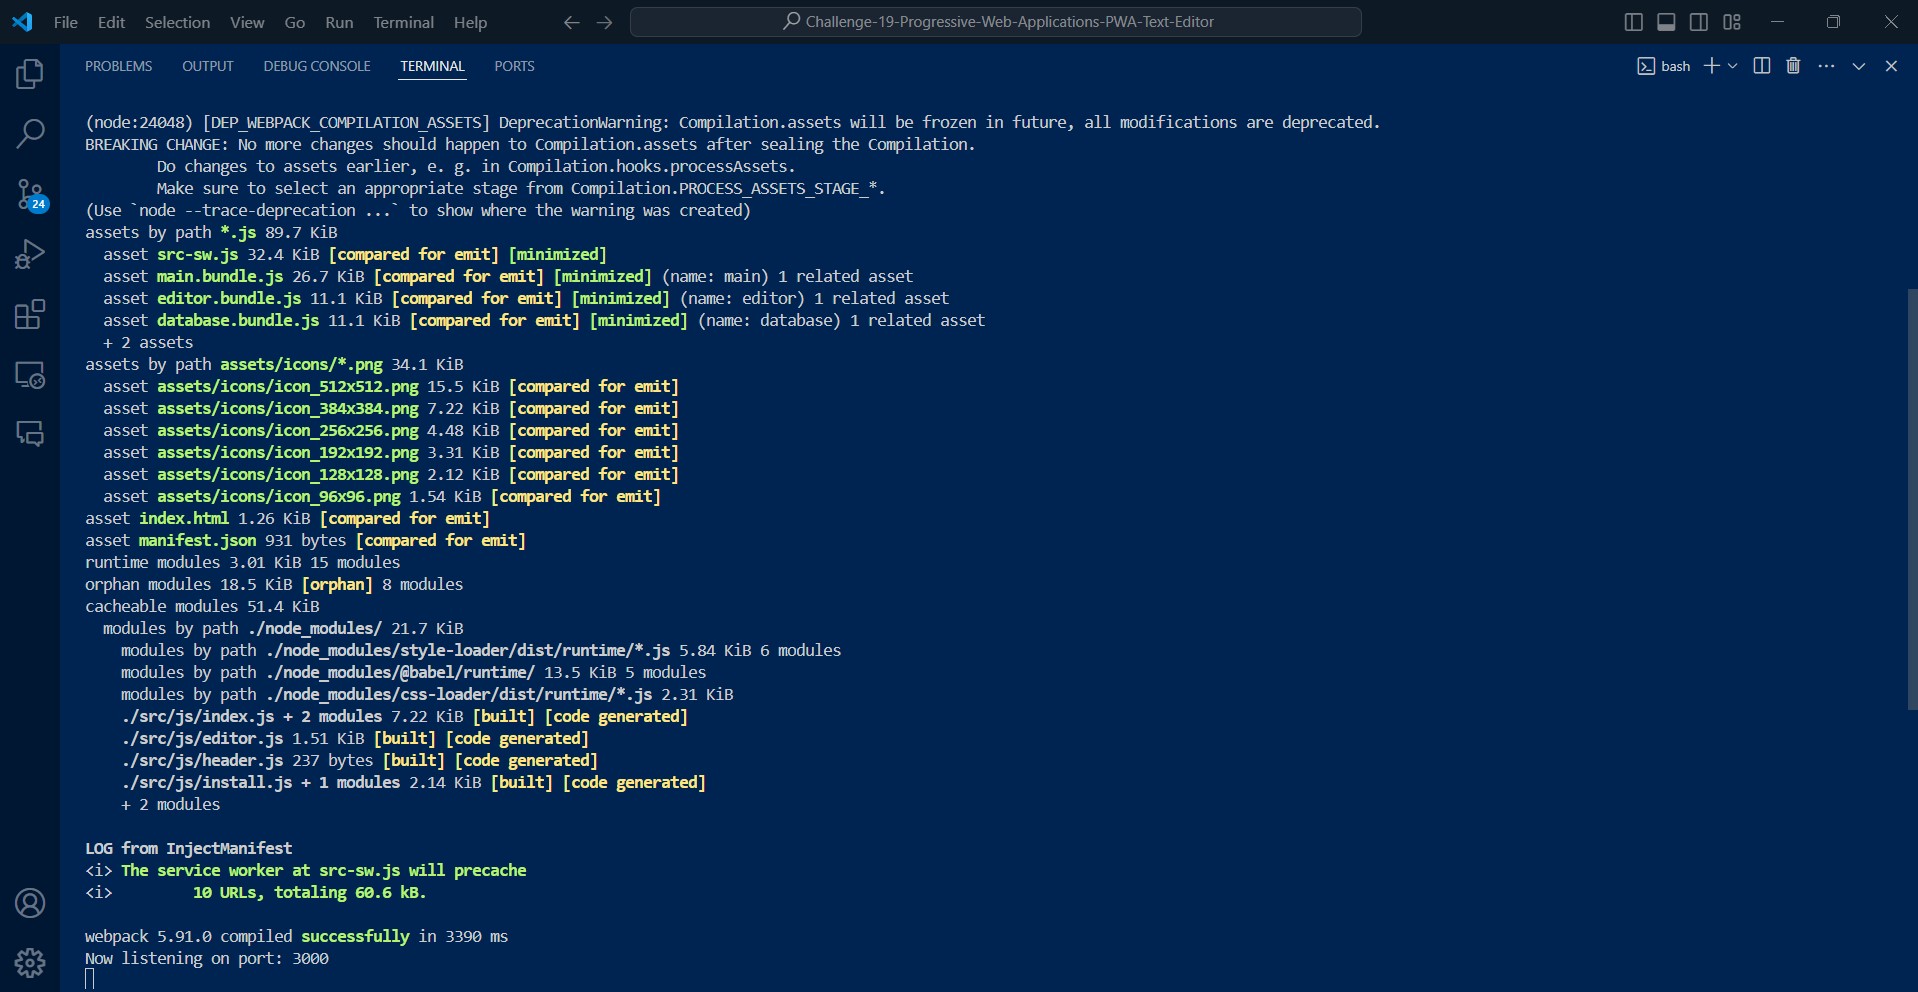 File Edit Selection View Go Run Terminal Help
Challenge-19-Progressive-Web-Applications-PWA-Text-Editor
PROBLEMS OUTPUT DEBUG CONSOLE TERMINAL PORTS
bash
24
(node:24048) [DEP_WEBPACK_COMPILATION_ASSETS] DeprecationWarning: Compilation.assets will be frozen in future, all modifications are deprecated.
BREAKING CHANGE: No more changes should happen to Compilation.assets after sealing the Compilation.
Do changes to assets earlier, e. g. in Compilation.hooks.processAssets.
Make sure to select an appropriate stage from Compilation.PROCESS_ASSETS_STAGE_*.
(Use `node --trace-deprecation ...` to show where the warning was created)
assets by path *.js 89.7 KiB
asset src-sw.js 32.4 KiB [compared for emit] [minimized]
asset main.bundle.js 26.7 KiB [compared for emit] [minimized] (name: main) 1 related asset
asset editor.bundle.js 11.1 KiB [compared for emit] [minimized] (name: editor) 1 related asset
asset database.bundle.js 11.1 KiB [compared for emit] [minimized] (name: database) 1 related asset
+ 2 assets
assets by path assets/icons/*.png 34.1 KiB
asset assets/icons/icon_512x512.png 15.5 KiB [compared for emit]
asset assets/icons/icon_384x384.png 7.22 KiB [compared for emit]
asset assets/icons/icon_256x256.png 4.48 KiB [compared for emit]
asset assets/icons/icon_192x192.png 3.31 KiB [compared for emit]
asset assets/icons/icon_128x128.png 2.12 KiB [compared for emit]
asset assets/icons/icon_96x96.png 1.54 KiB [compared for emit]
asset index.html 1.26 KiB [compared for emit]
asset manifest.json 931 bytes [compared for emit]
runtime modules 3.01 KiB 15 modules
orphan modules 18.5 KiB [orphan] 8 modules
cacheable modules 51.4 KiB
modules by path ./node_modules/ 21.7 KiB
modules by path ./node_modules/style-loader/dist/runtime/*.js 5.84 KiB 6 modules
modules by path ./node_modules/@babel/runtime/ 13.5 KiB 5 modules
modules by path ./node_modules/css-loader/dist/runtime/*.js 2.31 KiB
./src/js/index.js + 2 modules 7.22 KiB [built] [code generated]
./src/js/editor.js 1.51 KiB [built] [code generated]
./src/js/header.js 237 bytes [built] [code generated]
./src/js/install.js + 1 modules 2.14 KiB [built] [code generated]
+ 2 modules
LOG from InjectManifest
<i> The service worker at src-sw.js will precache
<i> 10 URLs, totaling 60.6 kB.
webpack 5.91.0 compiled successfully in 3390 ms
Now listening on port: 3000